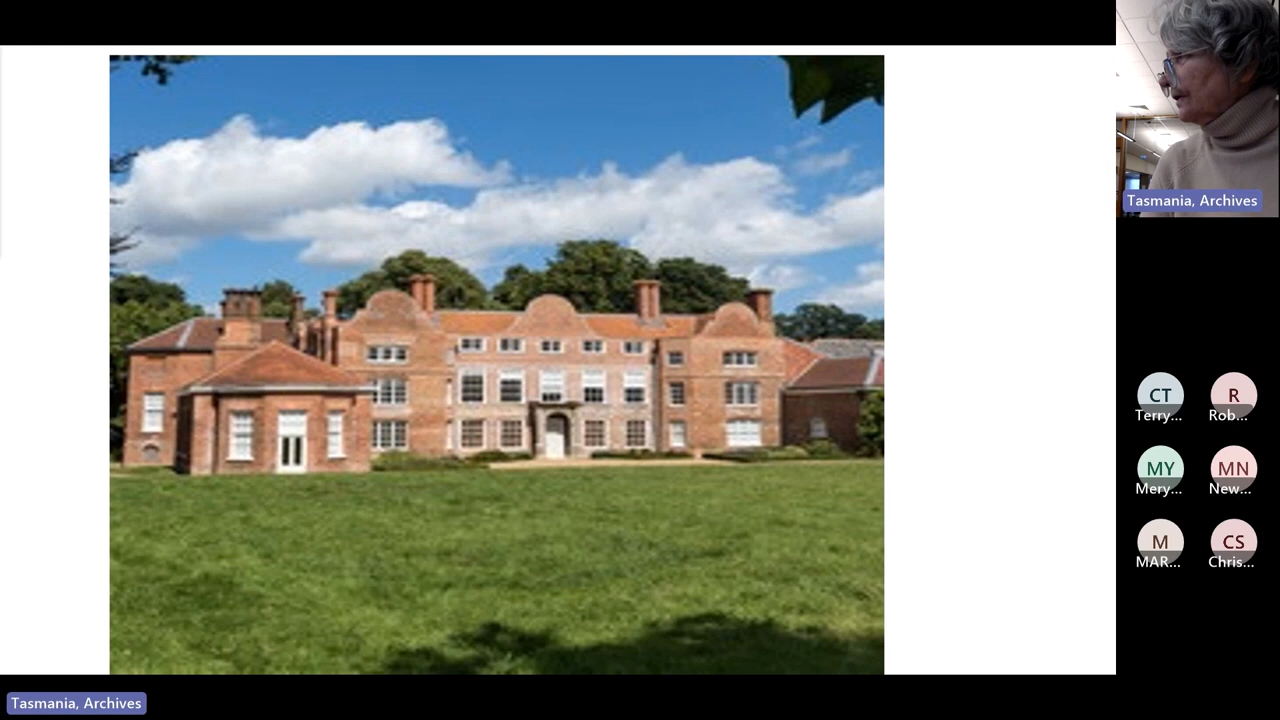 Tasmania, Archives
CT
Terry...
R
Rob...
MY
Mery...
MN
New...
M
MAR...
CS
Chris...
Tasmania, Archives